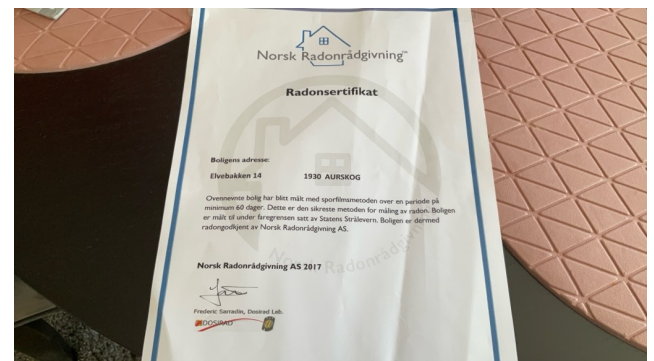 Norsk Radonrådgivning™
Radonsertifikat
Boligens adresse:
Elvebakken 14 1930 AURSKOG
Ovennevnte bolig har blitt målt med sporfilmsmetoden over en periode på
minimum 60 dager. Dette er den sikreste metoden for måling av radon. Boligen
er målt til under faregrensen satt av Statens Strålevern. Boligen er dermed
radongodkjent av Norsk Radonrådgivning AS.
Norsk Radonrådgivning
Norsk Radonrådgivning AS 2017
Frederic Sarradin, Dosirad Lab.
DOSIRAD